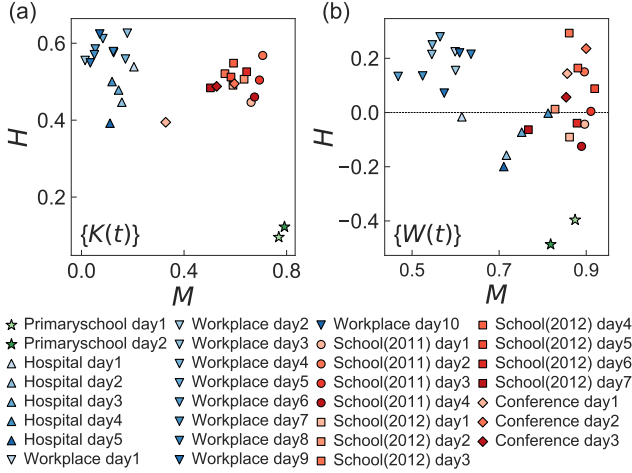 (a)
(b)
0.6
0.4
0.2
H
{K(t)}
0.0
0.4
0.8
M
0.2
0.0
−0.2
−0.4
H
{W(t)}
0.5
0.7
0.9
M
Primaryschool day1
Primaryschool day2
Hospital day1
Hospital day2
Hospital day3
Hospital day4
Hospital day5
Workplace day1
Workplace day2
Workplace day3
Workplace day4
Workplace day5
Workplace day6
Workplace day7
Workplace day8
Workplace day9
Workplace day10
School(2011) day1
School(2011) day2
School(2011) day3
School(2011) day4
School(2012) day1
School(2012) day2
School(2012) day3
School(2012) day4
School(2012) day5
School(2012) day6
School(2012) day7
Conference day1
Conference day2
Conference day3